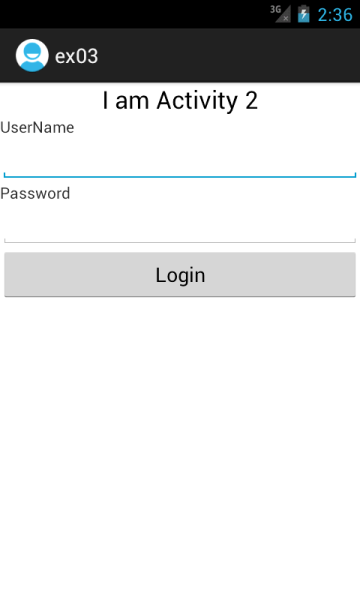 3G 2:36
ex03
I am Activity 2
UserName
Password
Login